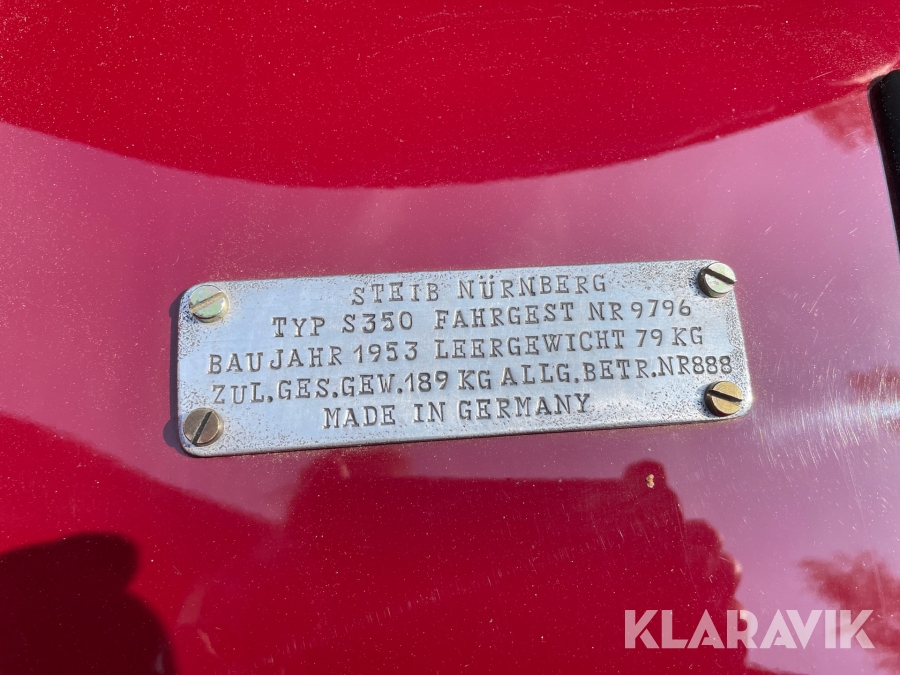 STEIB NÜRNBERG
TYP S350 FAHRGEST NR 9796
BAUJAHR 1953 LEERGEWICHT 79 KG
ZUL.GES.GEW.189 KG ALLG.BETR.NR888
MADE IN GERMANY
KLARAVIK